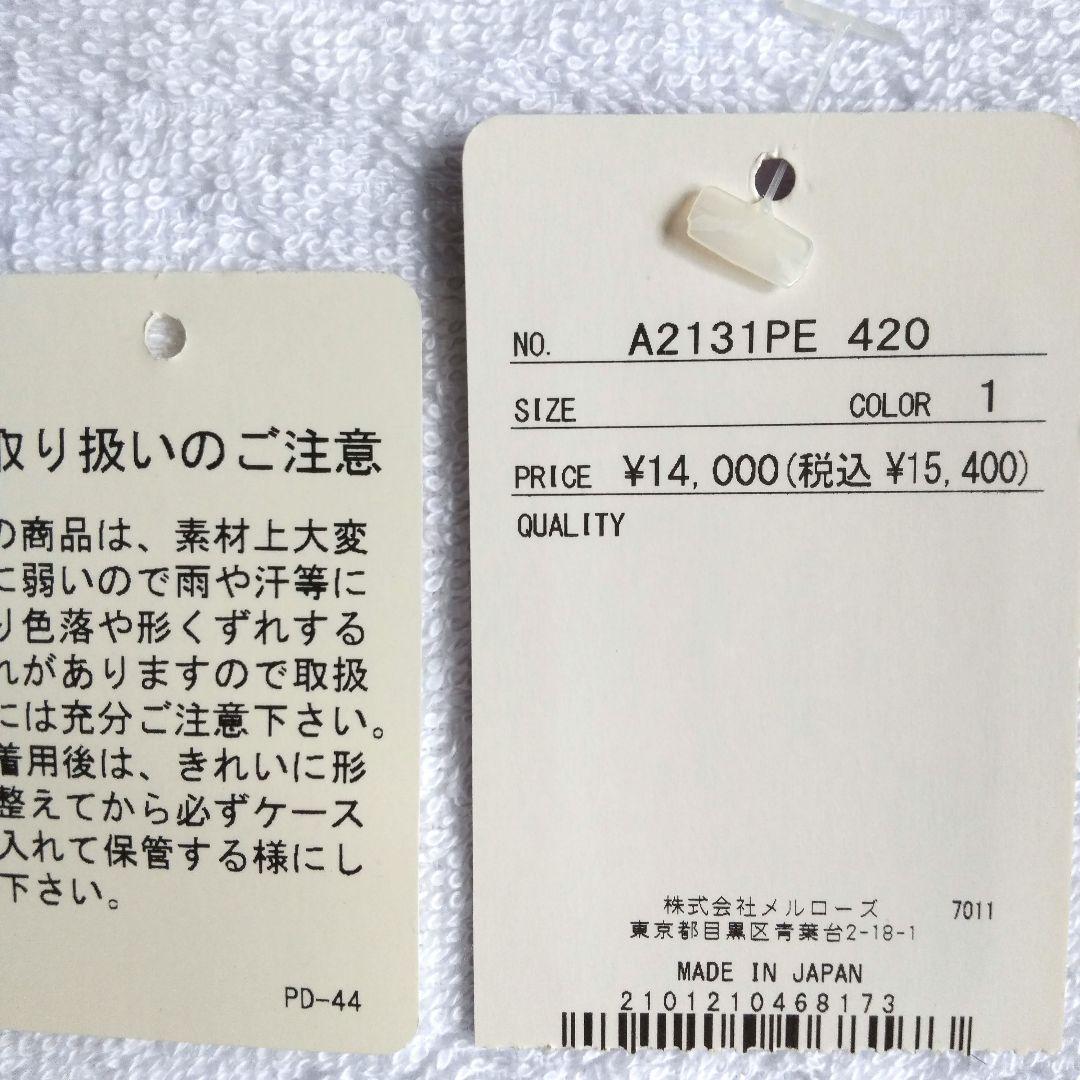 取り扱いのご注意
の商品は、素材上大変
に弱いので雨や汗等に
り色落や形くずれする
れがありますので取扱
には充分ご注意下さい。
着用後は、きれいに形
整えてから必ずケース
入れて保管する様にし
下さい。
PD-44
NO. A2131PE 420
SIZE COLOR 1
PRICE ¥14,000(税込 ¥15,400)
QUALITY
株式会社メルローズ 7011
東京都目黒区青葉台2-18-1
MADE IN JAPAN
2101210468173